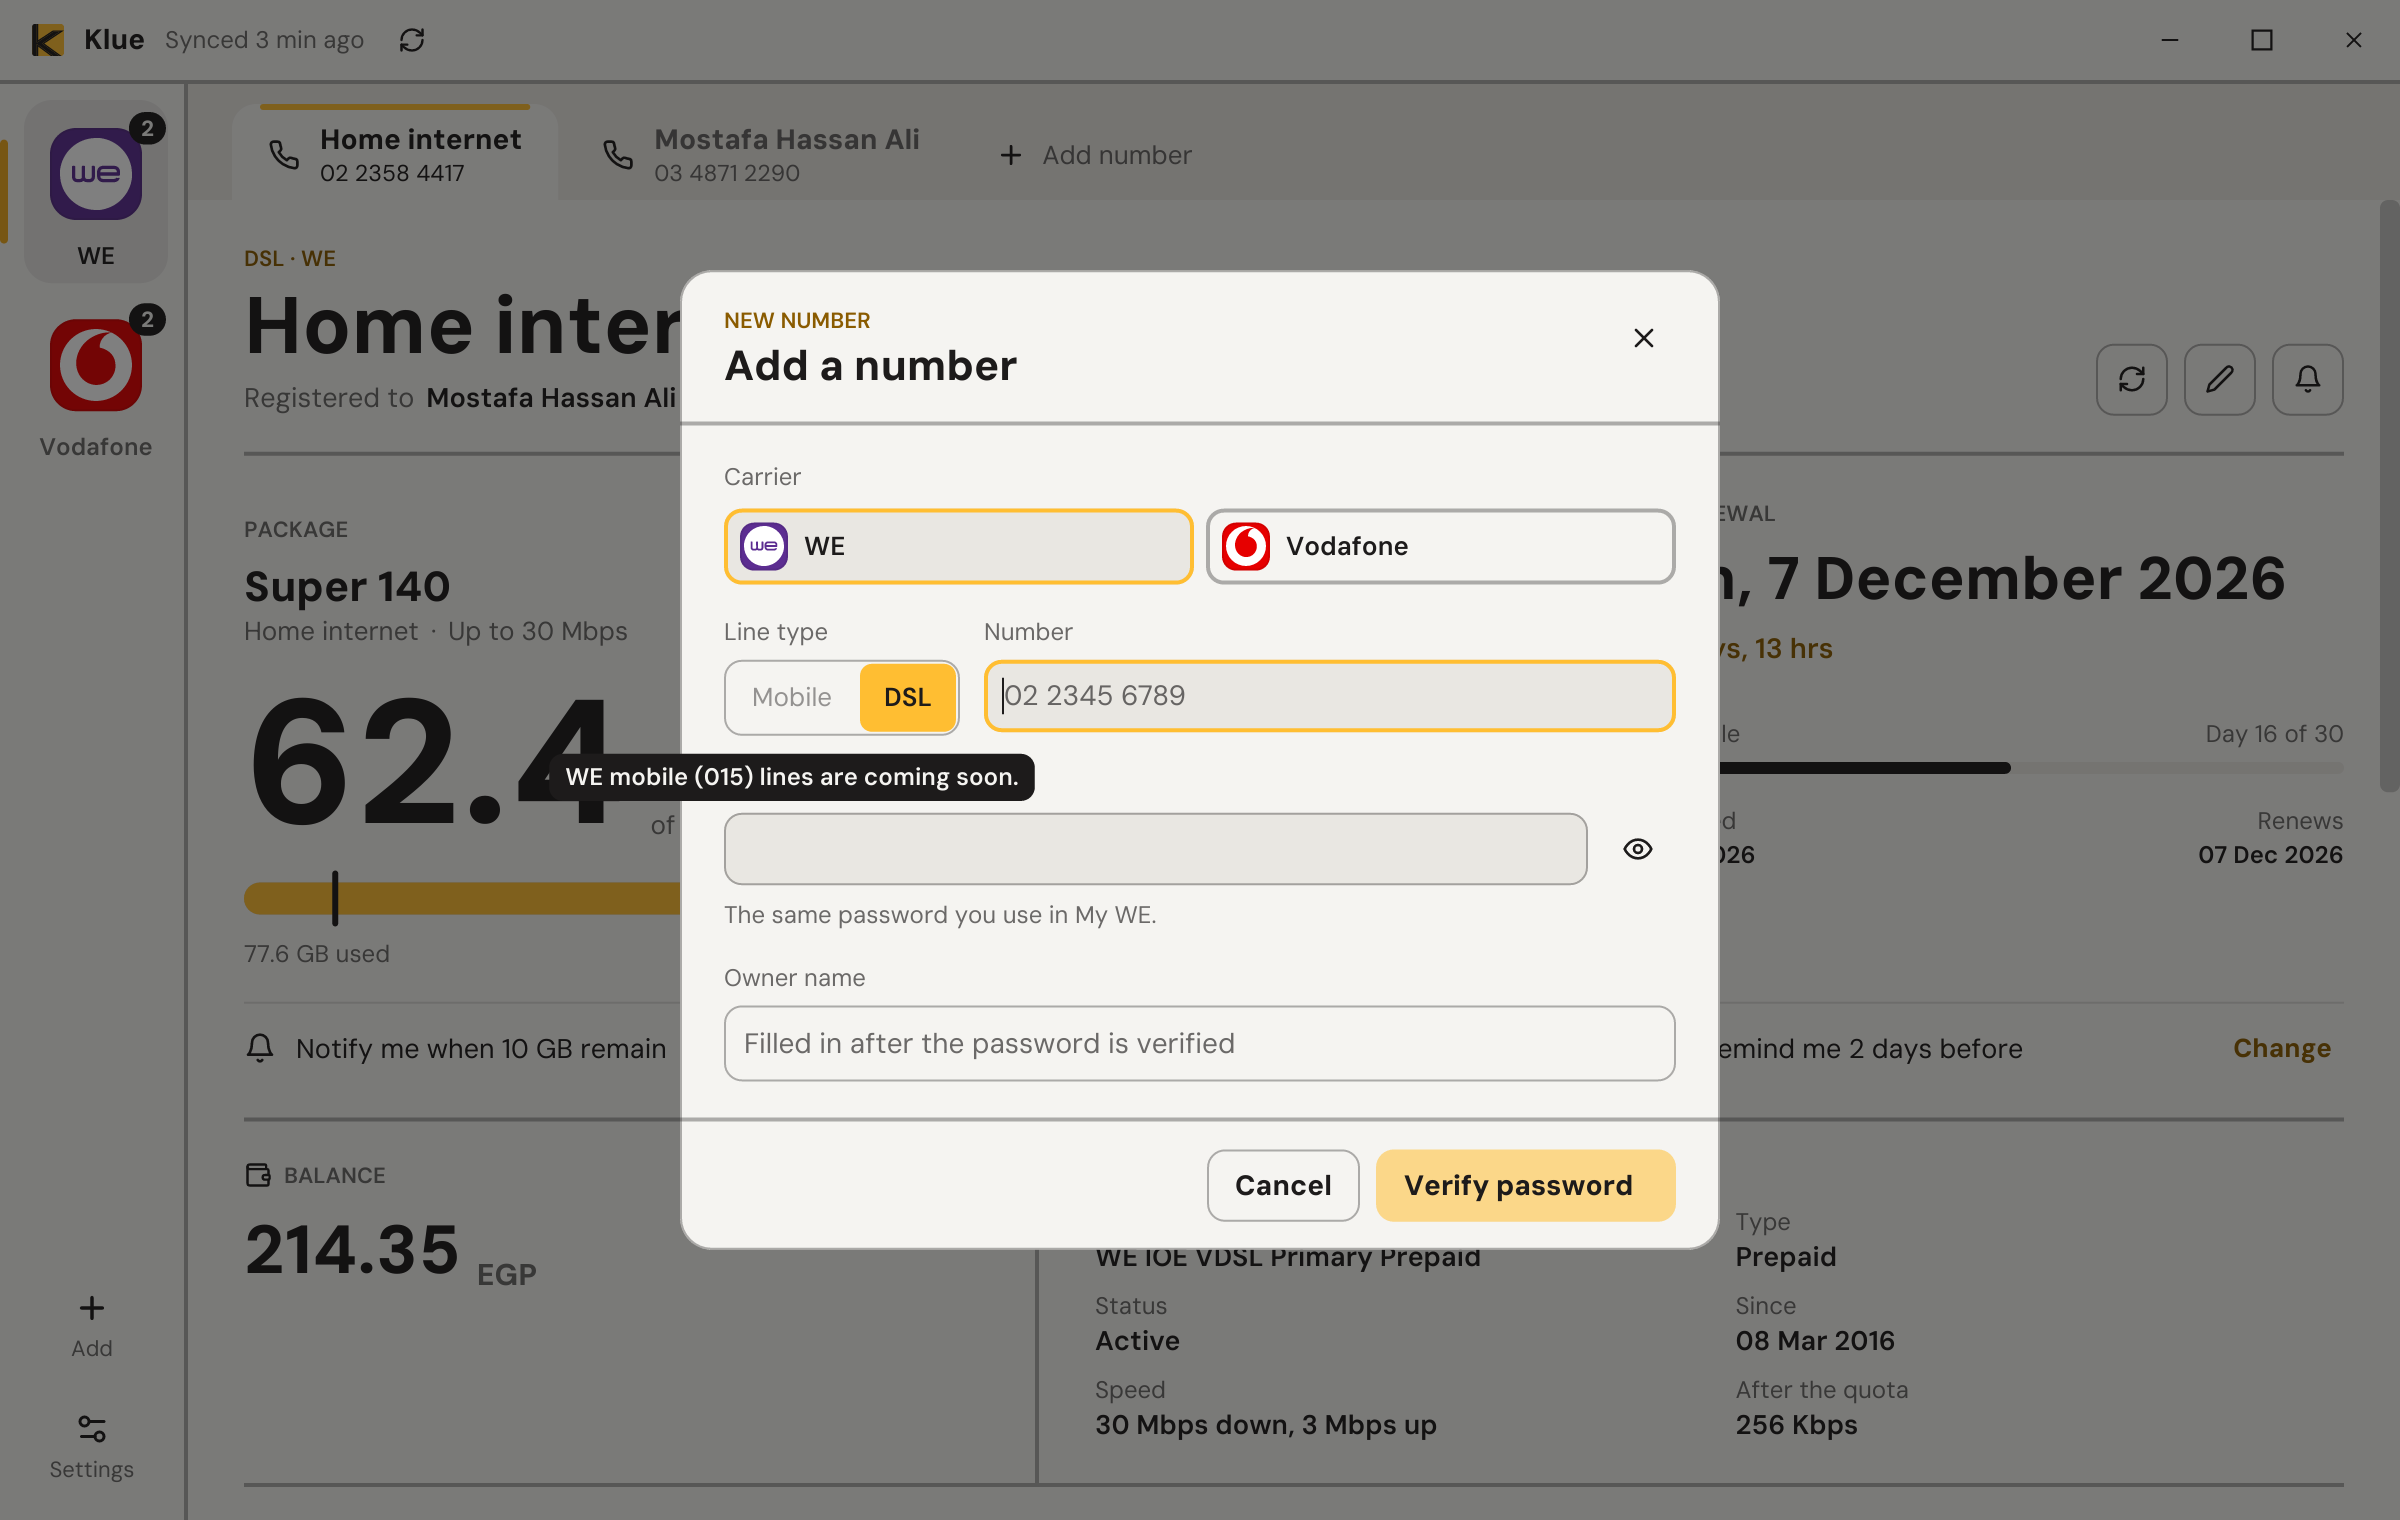 Klue Synced 3 min ago
2
we
WE
2
Vodafone
Add
Settings
Home internet
02 2358 4417
Mostafa Hassan Ali
03 4871 2290
Add number
DSL · WE
Home inter
Registered to Mostafa Hassan Ali
PACKAGE
Super 140
Home internet · Up to 30 Mbps
62.4
of
77.6 GB used
Notify me when 10 GB remain
BALANCE
214.35 EGP
NEW NUMBER
Add a number
Carrier
we WE
Vodafone
Line type
Mobile DSL
Number
02 2345 6789
WE mobile (015) lines are coming soon.
The same password you use in My WE.
Owner name
Filled in after the password is verified
Cancel
Verify password
7 December 2026
13 hrs
Day 16 of 30
Renews
07 Dec 2026
emind me 2 days before
Change
WE IOE VDSL Primary Prepaid
Type
Prepaid
Status
Active
Since
08 Mar 2016
Speed
30 Mbps down, 3 Mbps up
After the quota
256 Kbps